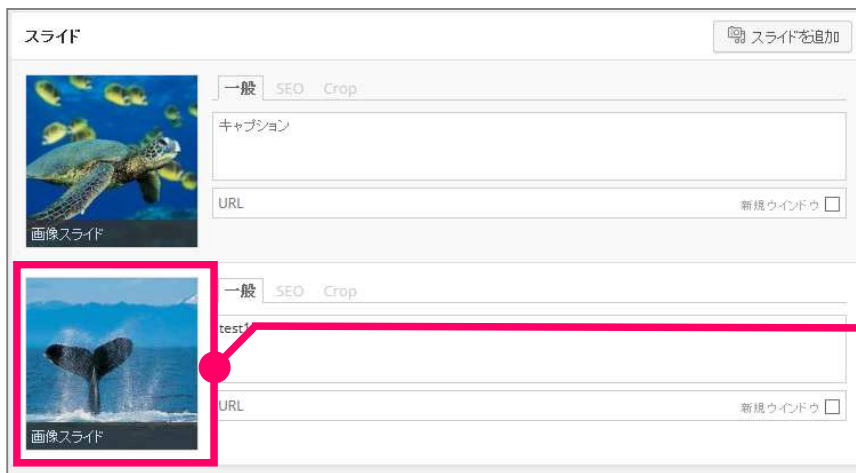 スライド
スライドを追加
一般 SEO Crop
キャプション
URL 新規ウインドウ
画像スライド
一般 SEO Crop
test1
URL 新規ウインドウ
画像スライド